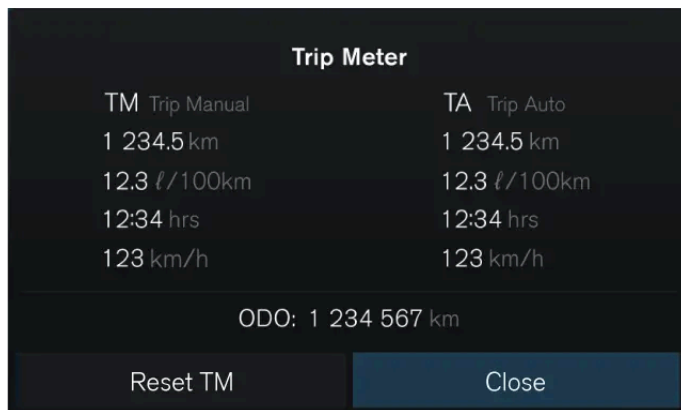 Trip Meter
TM Trip Manual TA Trip Auto
1 234.5 km 1 234.5 km
12.3 ℓ/100km 12.3 ℓ/100km
12:34 hrs 12:34 hrs
123 km/h 123 km/h
ODO: 1 234 567 km
Reset TM Close